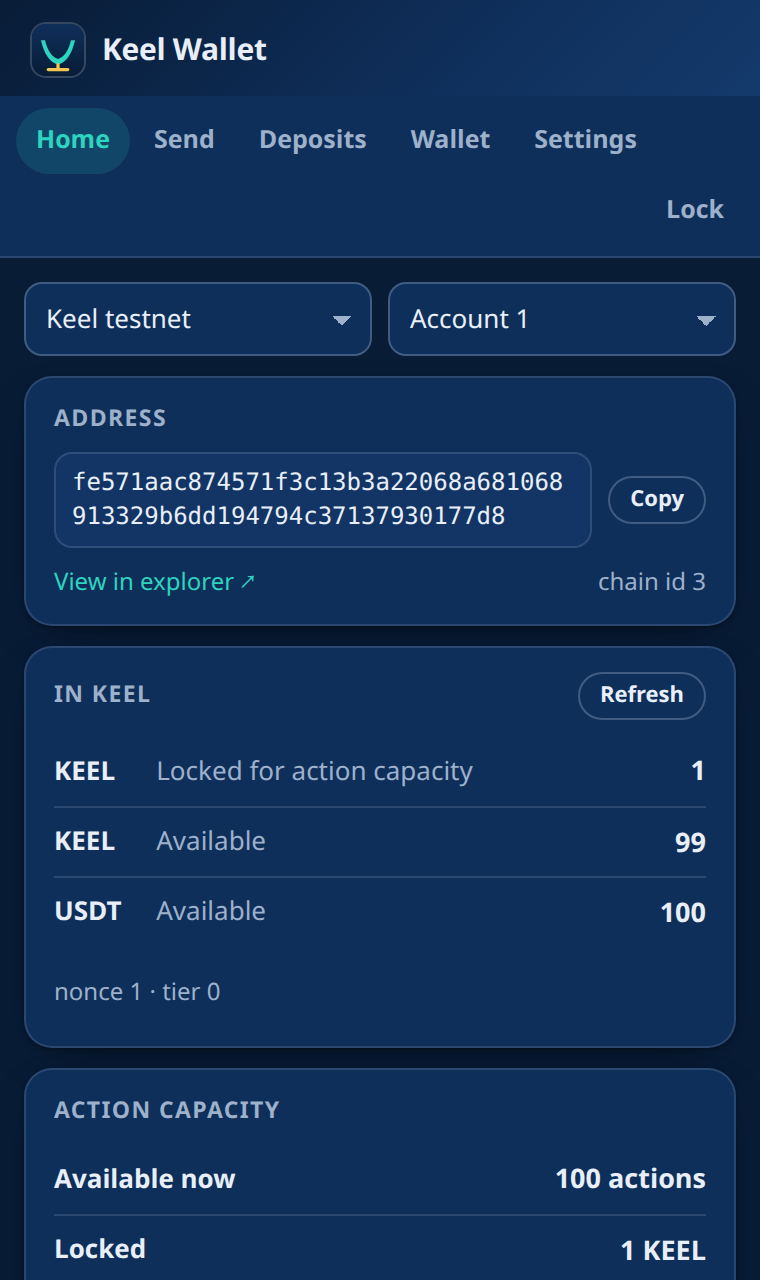 Keel Wallet
Home Send Deposits Wallet Settings
Lock
Keel testnet Account 1
ADDRESS
fe571aac874571f3c13b3a22068a681068
913329b6dd194794c37137930177d8
Copy
View in explorer ↗ chain id 3
IN KEEL Refresh
KEEL Locked for action capacity 1
KEEL Available 99
USDT Available 100
nonce 1 · tier 0
ACTION CAPACITY
Available now 100 actions
Locked 1 KEEL